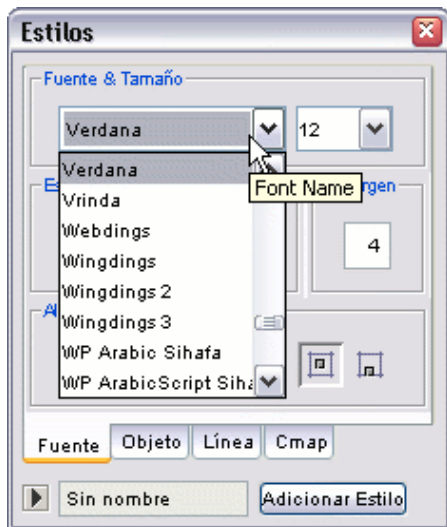 Estilos
Fuente & Tamaño
Verdana 12
Verdana
Font Name
rgen
Vrinda
Webdings
4
Wingdings
Wingdings 2
Wingdings 3
WP Arabic Sihafa
WP ArabicScript Siha
Fuente Objeto Línea Cmap
Sin nombre Adicionar Estilo